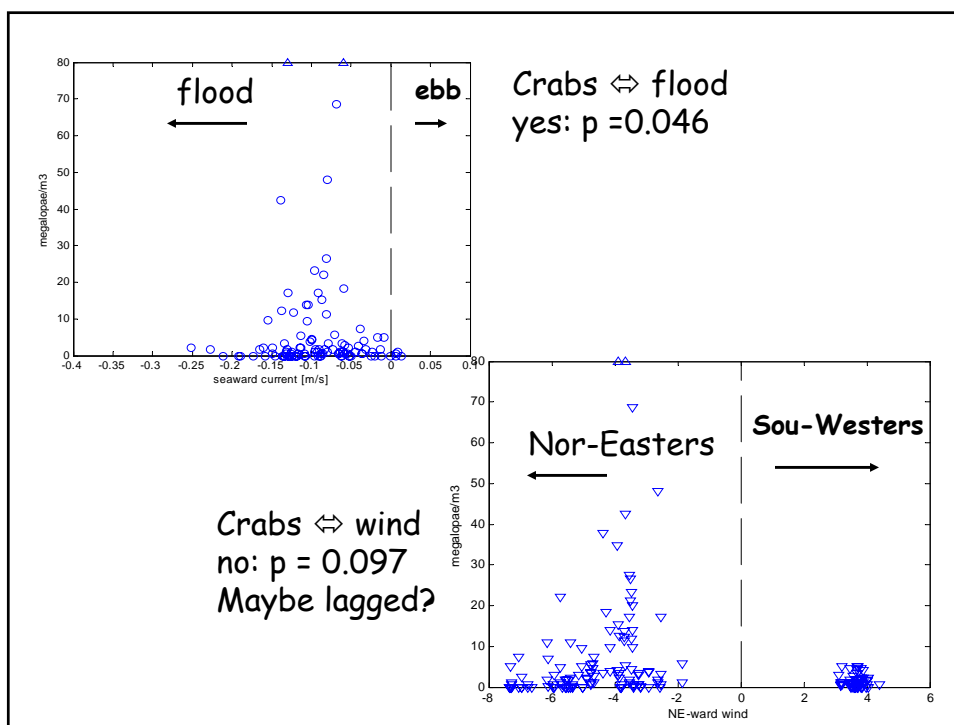 80
70
60
50
40
30
20
10
0
megalopae/m3
flood
ebb
-0.4 -0.35 -0.3 -0.25 -0.2 -0.15 -0.1 -0.05 0 0.05 0.1
seaward current [m/s]
Crabs ⇔ flood
yes: p =0.046
80
70
60
50
40
30
20
10
0
megalopae/m3
Nor-Easters
Sou-Westers
-8 -6 -4 -2 0 2 4 6
NE-ward wind
Crabs ⇔ wind
no: p = 0.097
Maybe lagged?